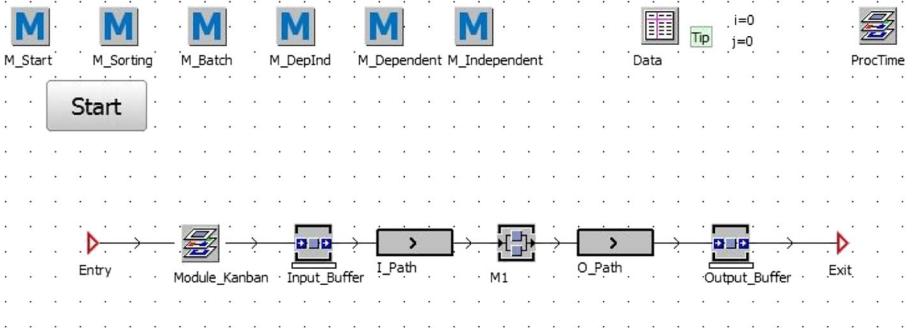 M M M M M M
Tip
i=0
j=0
M_Start M_Sorting M_Batch M_DepInd M_Dependent M_Independent Data ProcTime
Start
Entry Module_Kanban Input_Buffer I_Path M1 O_Path Output_Buffer Exit